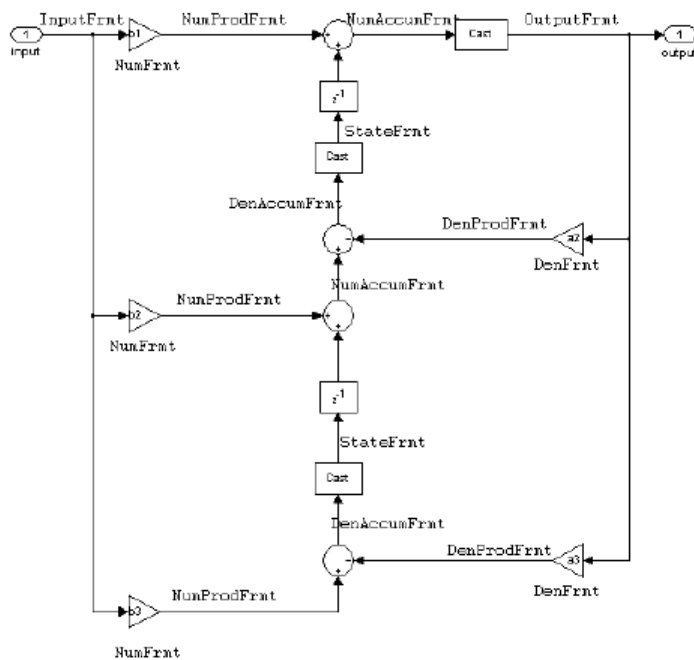 InputFrmt NumProdFrmt NumAccumFrmt OutputFrmt
1 b1 + + Cast 1
input output
NumFrmt
z-1
StateFrmt
Cast
DenAccumFrmt DenProdFrmt
- + a2
DenFrmt
NumAccumFrmt
NumProdFrmt
b2 + +
NumFrmt
z-1
StateFrmt
Cast
DenAccumFrmt
DenProdFrmt
- + a3
NumProdFrmt DenFrmt
b3
NumFrmt